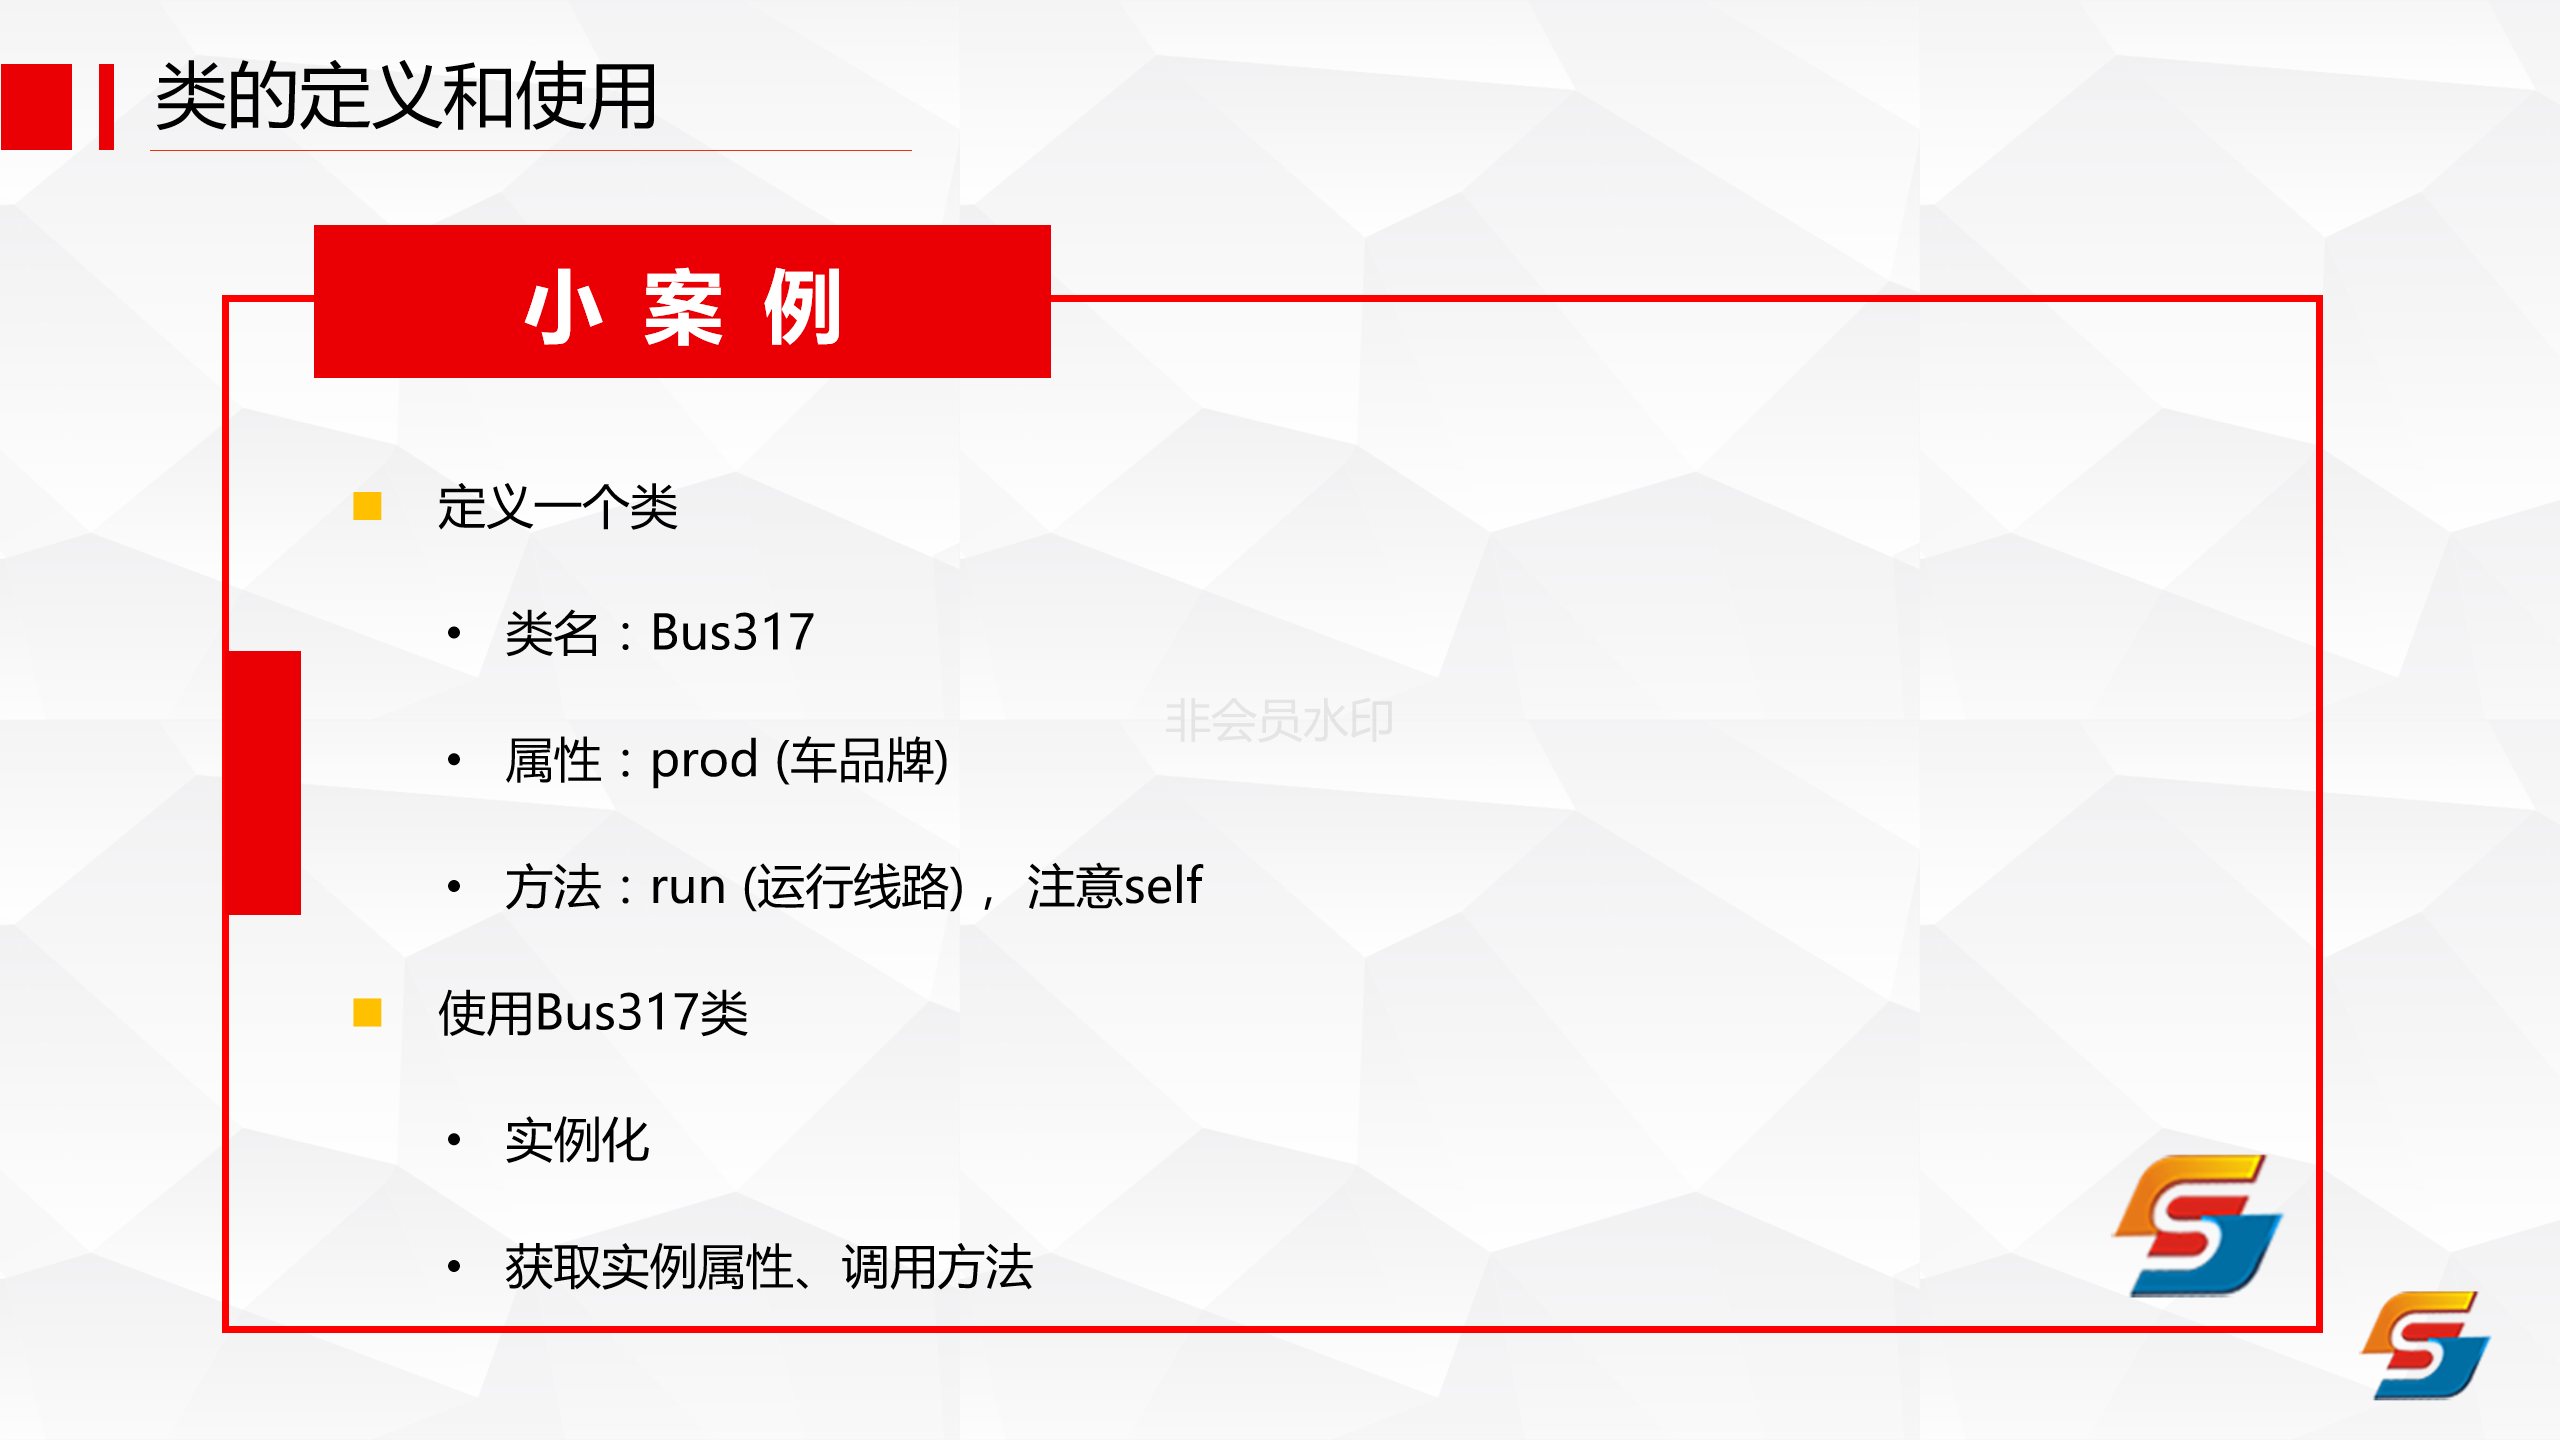 类的定义和使用
小 案 例
定义一个类
类名：Bus317
属性：prod (车品牌)
方法：run (运行线路)， 注意self
非会员水印
使用Bus317类
实例化
获取实例属性、调用方法